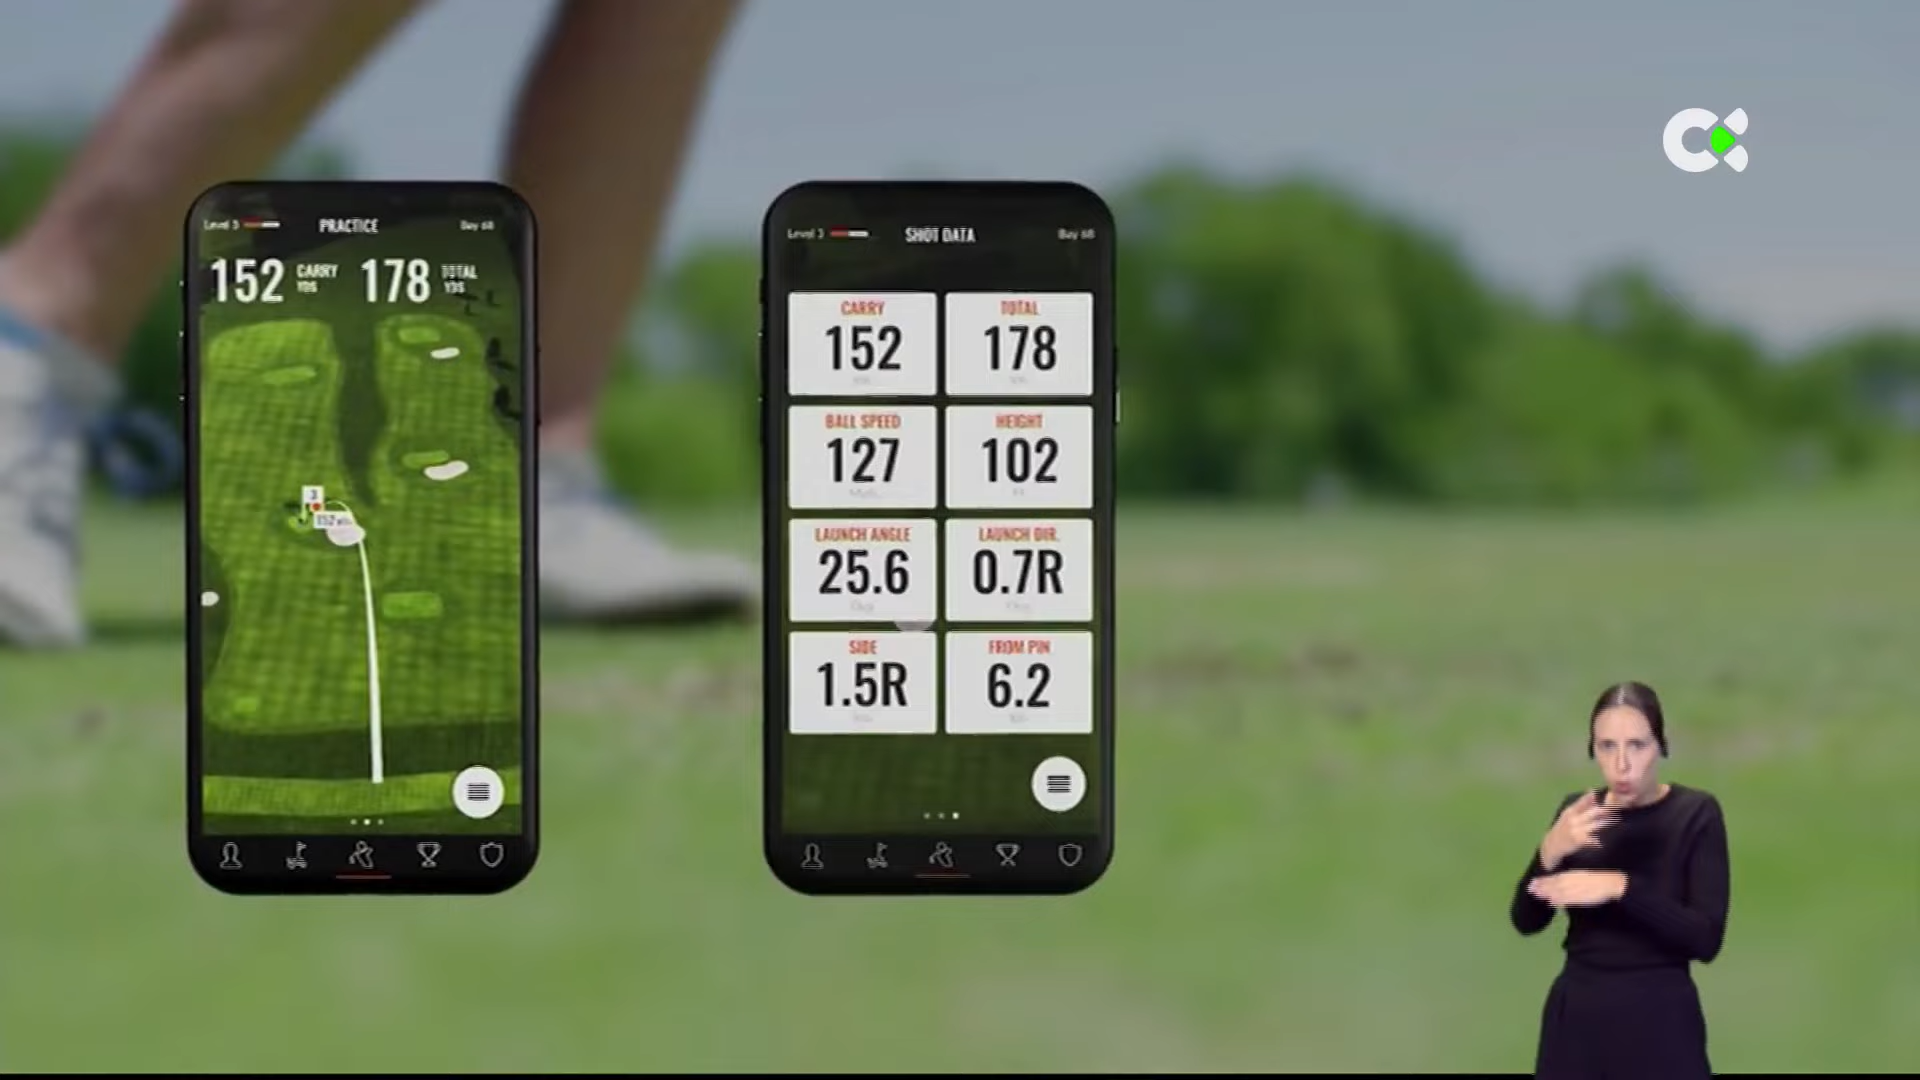 Level 3
PRACTICE
Bay 68
152 CARRY YDS 178 TOTAL YDS
3
152
Level 3
SHOT DATA
Bay 68
CARRY
152
TOTAL
178
BALL SPEED
127
HEIGHT
102
LAUNCH ANGLE
25.6
LAUNCH DIR.
0.7R
SIDE
1.5R
FROM PIN
6.2